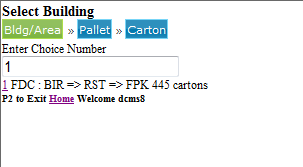 Select Building
Bldg/Area » Pallet » Carton
Enter Choice Number
1
1 FDC : BIR => RST => FPK 445 cartons
P2 to Exit Home Welcome dcms8